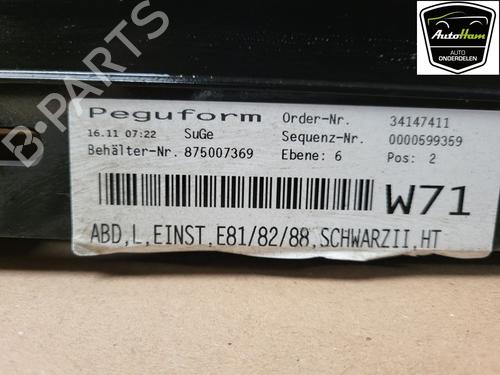 AutoHam
AUTO
ONDERDELEN
B-PARTS
Peguform Order-Nr. 34147411
16.11 07:22 SuGe Sequenz-Nr. 0000599359
Behälter-Nr. 875007369 Ebene: 6 Pos: 2
W71
ABD,L,EINST,E81/82/88,SCHWARZII,HT